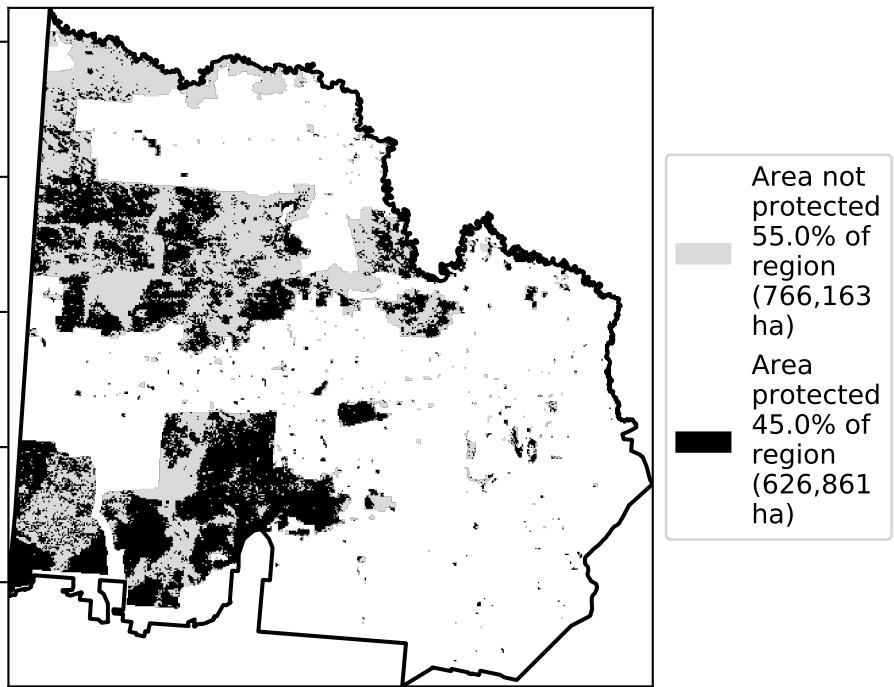 Area not
protected
55.0% of
region
(766,163
ha)
Area
protected
45.0% of
region
(626,861
ha)